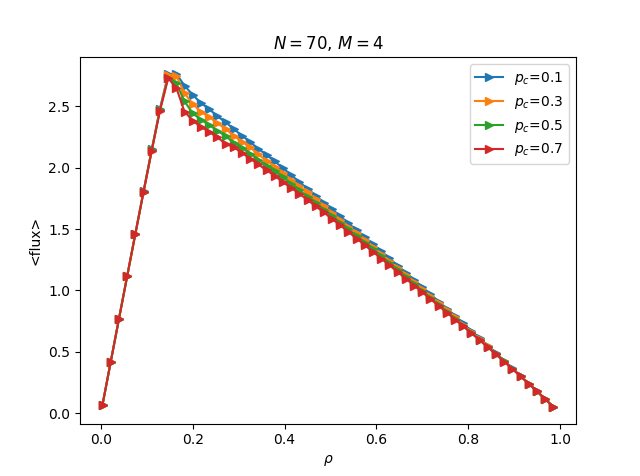 N = 70, M = 4
<flux>
2.5
2.0
1.5
1.0
0.5
0.0
0.0 0.2 0.4 0.6 0.8 1.0
ρ
p_c=0.1
p_c=0.3
p_c=0.5
p_c=0.7